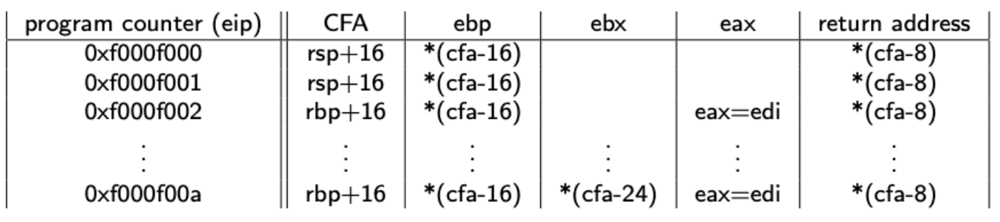 program counter (eip) CFA ebp ebx eax return address
0xf000f000 rsp+16 *(cfa-16) *(cfa-8)
0xf000f001 rsp+16 *(cfa-16) *(cfa-8)
0xf000f002 rbp+16 *(cfa-16) eax=edi *(cfa-8)
⋮ ⋮ ⋮ ⋮ ⋮ ⋮
0xf000f00a rbp+16 *(cfa-16) *(cfa-24) eax=edi *(cfa-8)